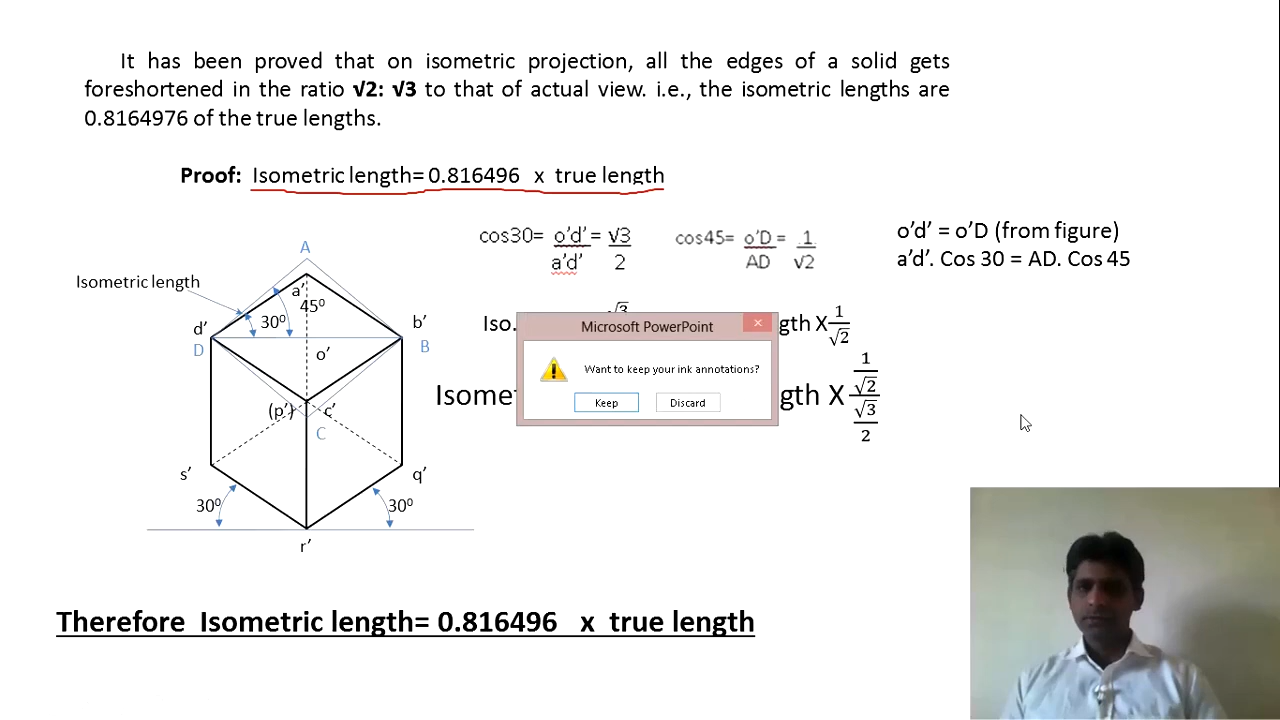 It has been proved that on isometric projection, all the edges of a solid gets
foreshortened in the ratio √2: √3 to that of actual view. i.e., the isometric lengths are
0.8164976 of the true lengths.
Proof: Isometric length= 0.816496 x true length
cos30= o'd' = √3
a'd' 2
cos45= o'D = 1
AD √2
o'd' = o'D (from figure)
a'd'. Cos 30 = AD. Cos 45
A
Isometric length
a'
45⁰
30⁰
d'
b'
D
B
o'
(p')
c'
C
s'
q'
30⁰
30⁰
r'
Iso.
√3
gth X 1
√2
Isome
gth X
1
√2
√3
2
Microsoft PowerPoint
Want to keep your ink annotations?
Keep
Discard
Therefore Isometric length= 0.816496 x true length